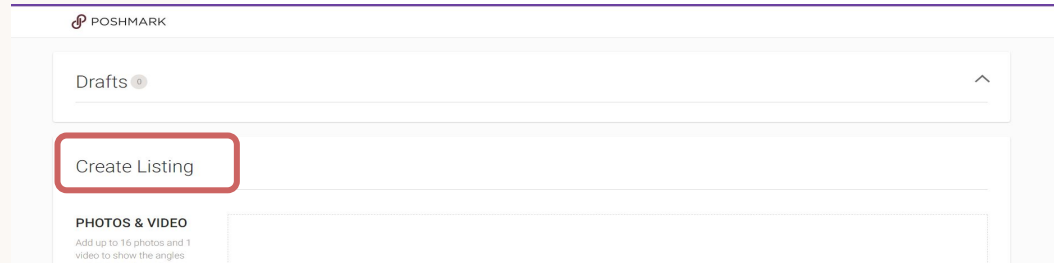 POSHMARK
Drafts 0
Create Listing
PHOTOS & VIDEO
Add up to 16 photos and 1
video to show the angles